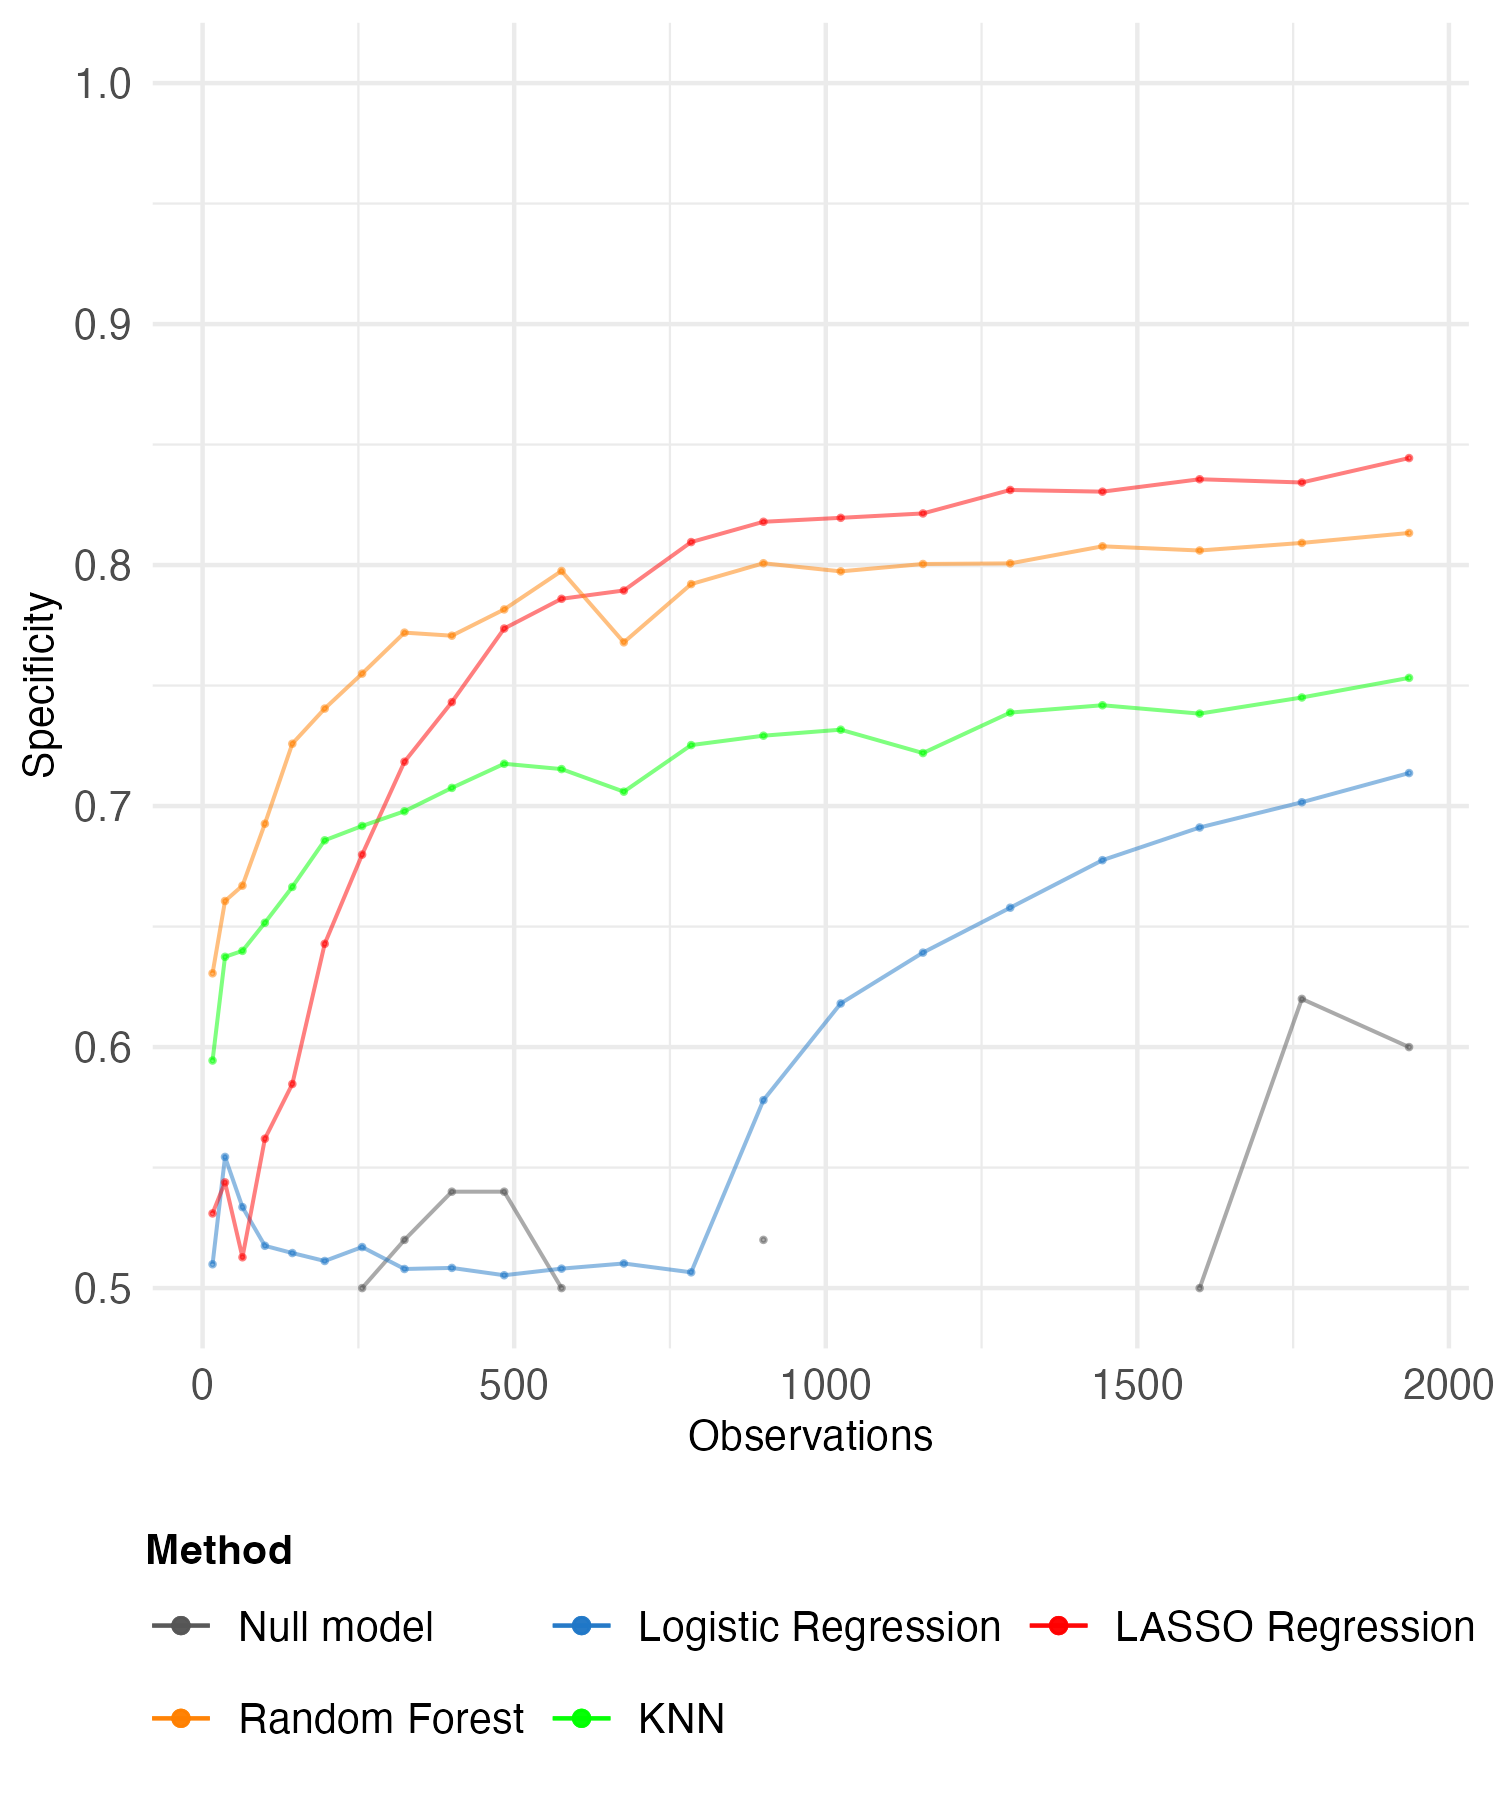 1.0
0.9
0.8
0.7
0.6
0.5
Specificity
0 500 1000 1500 2000
Observations
Method
Null model Logistic Regression LASSO Regression
Random Forest KNN